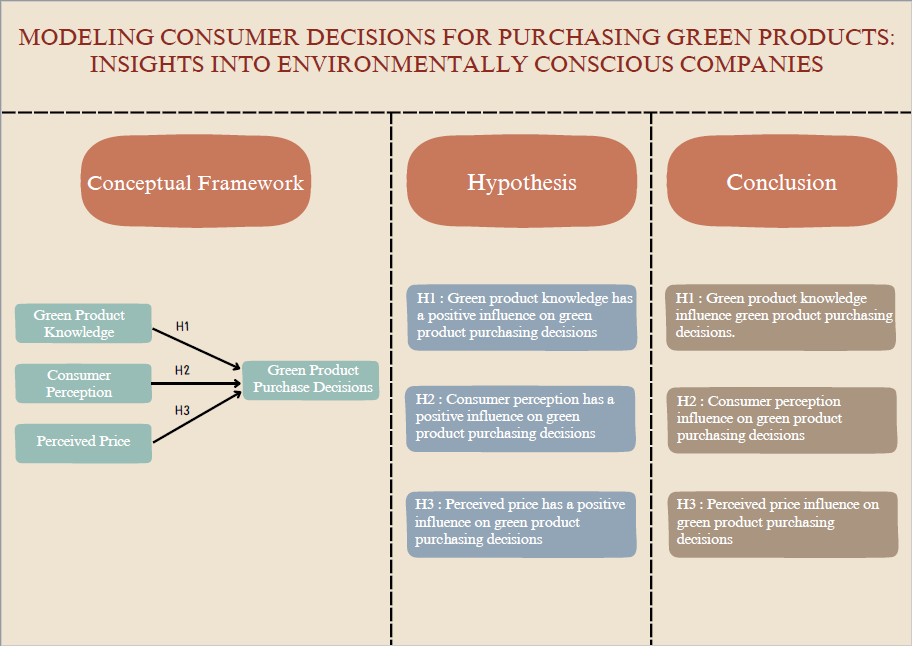 MODELING CONSUMER DECISIONS FOR PURCHASING GREEN PRODUCTS:
INSIGHTS INTO ENVIRONMENTALLY CONSCIOUS COMPANIES
Conceptual Framework
Green Product
Knowledge
Consumer
Perception
Perceived Price
H1
H2
H3
Green Product
Purchase Decisions
Hypothesis
H1 : Green product knowledge has
a positive influence on green
product purchasing decisions
H2 : Consumer perception has a
positive influence on green
product purchasing decisions
H3 : Perceived price has a positive
influence on green product
purchasing decisions
Conclusion
H1 : Green product knowledge
influence green product purchasing
decisions.
H2 : Consumer perception
influence on green product
purchasing decisions
H3 : Perceived price influence on
green product purchasing
decisions